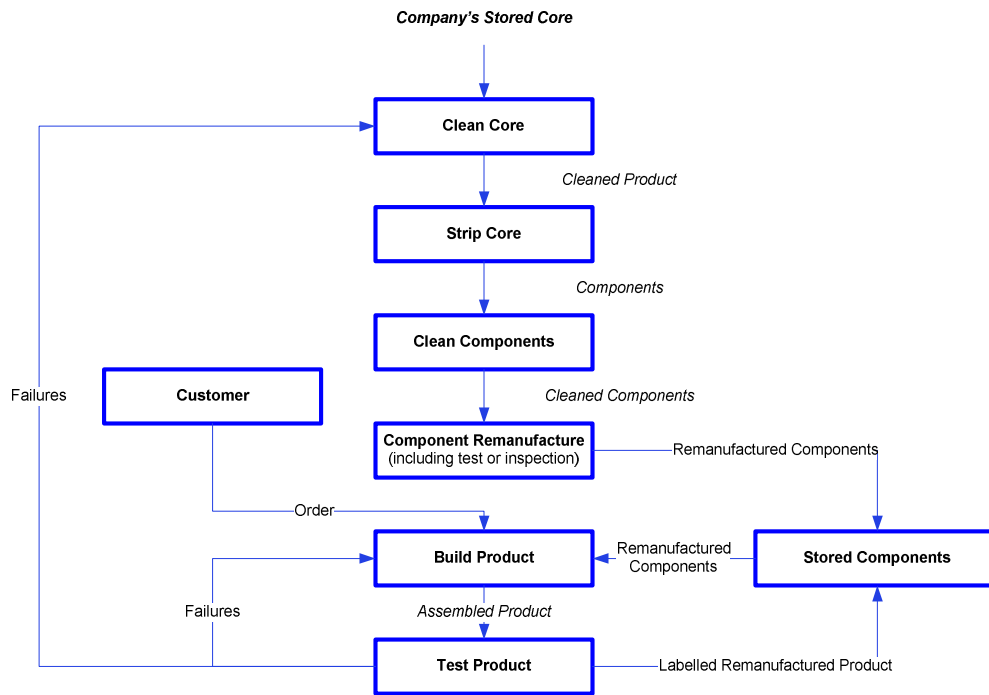 Company's Stored Core
Clean Core
Cleaned Product
Strip Core
Components
Clean Components
Cleaned Components
Failures
Customer
Component Remanufacture
(including test or inspection)
Remanufactured Components
Order
Build Product
Remanufactured
Components
Stored Components
Failures
Assembled Product
Test Product
Labelled Remanufactured Product